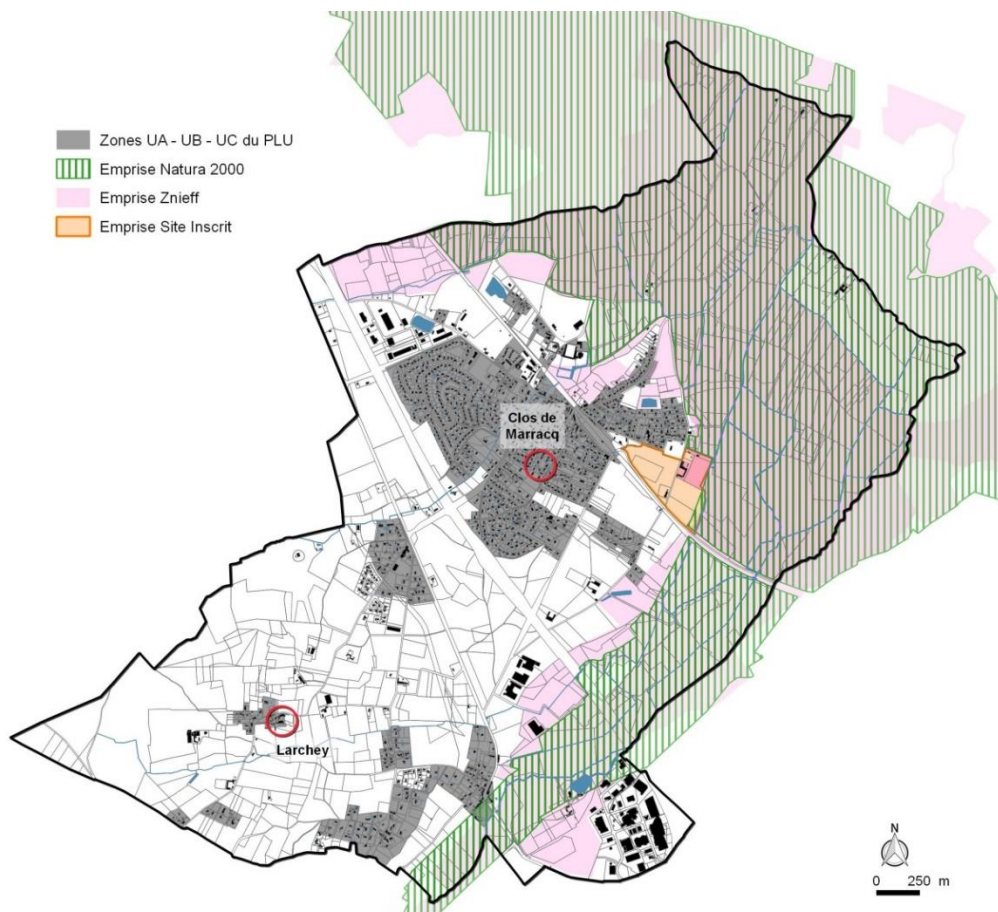 Zones UA - UB - UC du PLU
Emprise Natura 2000
Emprise Znieff
Emprise Site Inscrit
Clos de
Marracq
Larchey
N
0 250 m